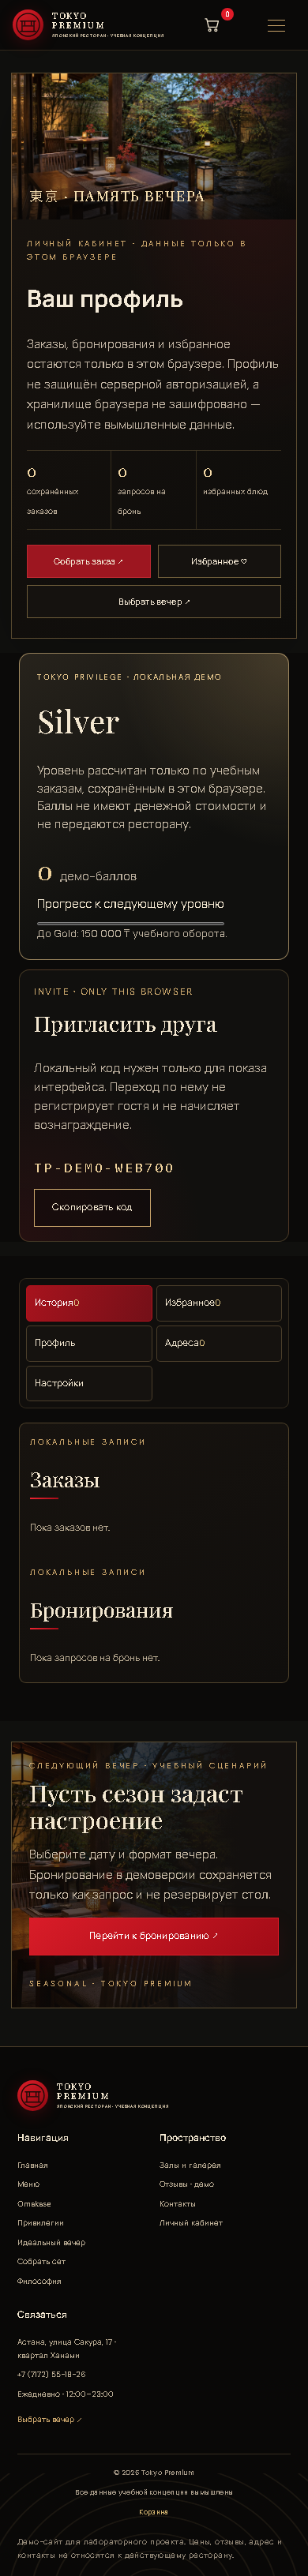 TOKYO
PREMIUM
ЯПОНСКИЙ РЕСТОРАН · УЧЕБНАЯ КОНЦЕПЦИЯ
0
東京 · ПАМЯТЬ ВЕЧЕРА
ЛИЧНЫЙ КАБИНЕТ · ДАННЫЕ ТОЛЬКО В
ЭТОМ БРАУЗЕРЕ
Ваш профиль
Заказы, бронирования и избранное
остаются только в этом браузере. Профиль
не защищён серверной авторизацией, а
хранилище браузера не зашифровано —
используйте вымышленные данные.
0 0 0
сохранённых запросов на избранных блюд
заказов бронь
Собрать заказ ↗ Избранное ♡
Выбрать вечер ↗
TOKYO PRIVILEGE · ЛОКАЛЬНАЯ ДЕМО
Silver
Уровень рассчитан только по учебным
заказам, сохранённым в этом браузере.
Баллы не имеют денежной стоимости и
не передаются ресторану.
0 демо-баллов
Прогресс к следующему уровню
До Gold: 150 000 ₸ учебного оборота.
INVITE · ONLY THIS BROWSER
Пригласить друга
Локальный код нужен только для показа
интерфейса. Переход по нему не
регистрирует гостя и не начисляет
вознаграждение.
TP-DEMO-WEB700
Скопировать код
История0 Избранное0
Профиль Адреса0
Настройки
ЛОКАЛЬНЫЕ ЗАПИСИ
Заказы
Пока заказов нет.
ЛОКАЛЬНЫЕ ЗАПИСИ
Бронирования
Пока запросов на бронь нет.
СЛЕДУЮЩИЙ ВЕЧЕР · УЧЕБНЫЙ СЦЕНАРИЙ
Пусть сезон задаст
настроение
Выберите дату и формат вечера.
Бронирование в демоверсии сохраняется
только как запрос и не резервирует стол.
Перейти к бронированию ↗
SEASONAL · TOKYO PREMIUM
TOKYO
PREMIUM
ЯПОНСКИЙ РЕСТОРАН · УЧЕБНАЯ КОНЦЕПЦИЯ
Навигация
Главная
Меню
Omakase
Привилегии
Идеальный вечер
Собрать сет
Философия
Пространство
Залы и галерея
Отзывы · демо
Контакты
Личный кабинет
Связаться
Астана, улица Сакура, 17 ·
квартал Ханами
+7 (7172) 55-18-26
Ежедневно · 12:00–23:00
Выбрать вечер ↗
© 2026 Tokyo Premium
Все данные учебной концепции вымышлены
Корзина
Демо-сайт для лабораторного проекта. Цены, отзывы, адрес и
контакты не относятся к действующему ресторану.